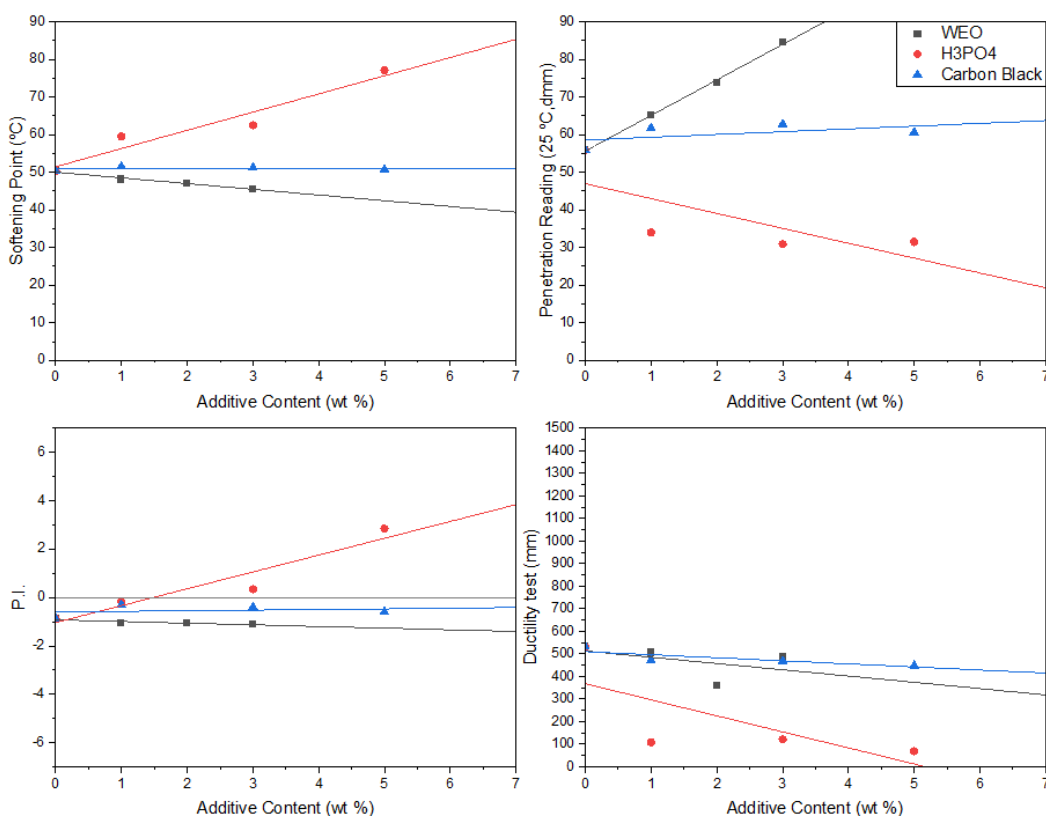 Softening Point (ºC)
90
80
70
60
50
40
30
20
10
0
0 1 2 3 4 5 6 7
Additive Content (wt %)
Penetration Reading (25 ºC,dmm)
90
80
70
60
50
40
30
20
10
0
WEO
H3PO4
Carbon Black
0 1 2 3 4 5 6 7
Additive Content (wt %)
P.I.
6
4
2
0
-2
-4
-6
0 1 2 3 4 5 6 7
Additive Content (wt %)
Ductility test (mm)
1500
1400
1300
1200
1100
1000
900
800
700
600
500
400
300
200
100
0
0 1 2 3 4 5 6 7
Additive Content (wt %)